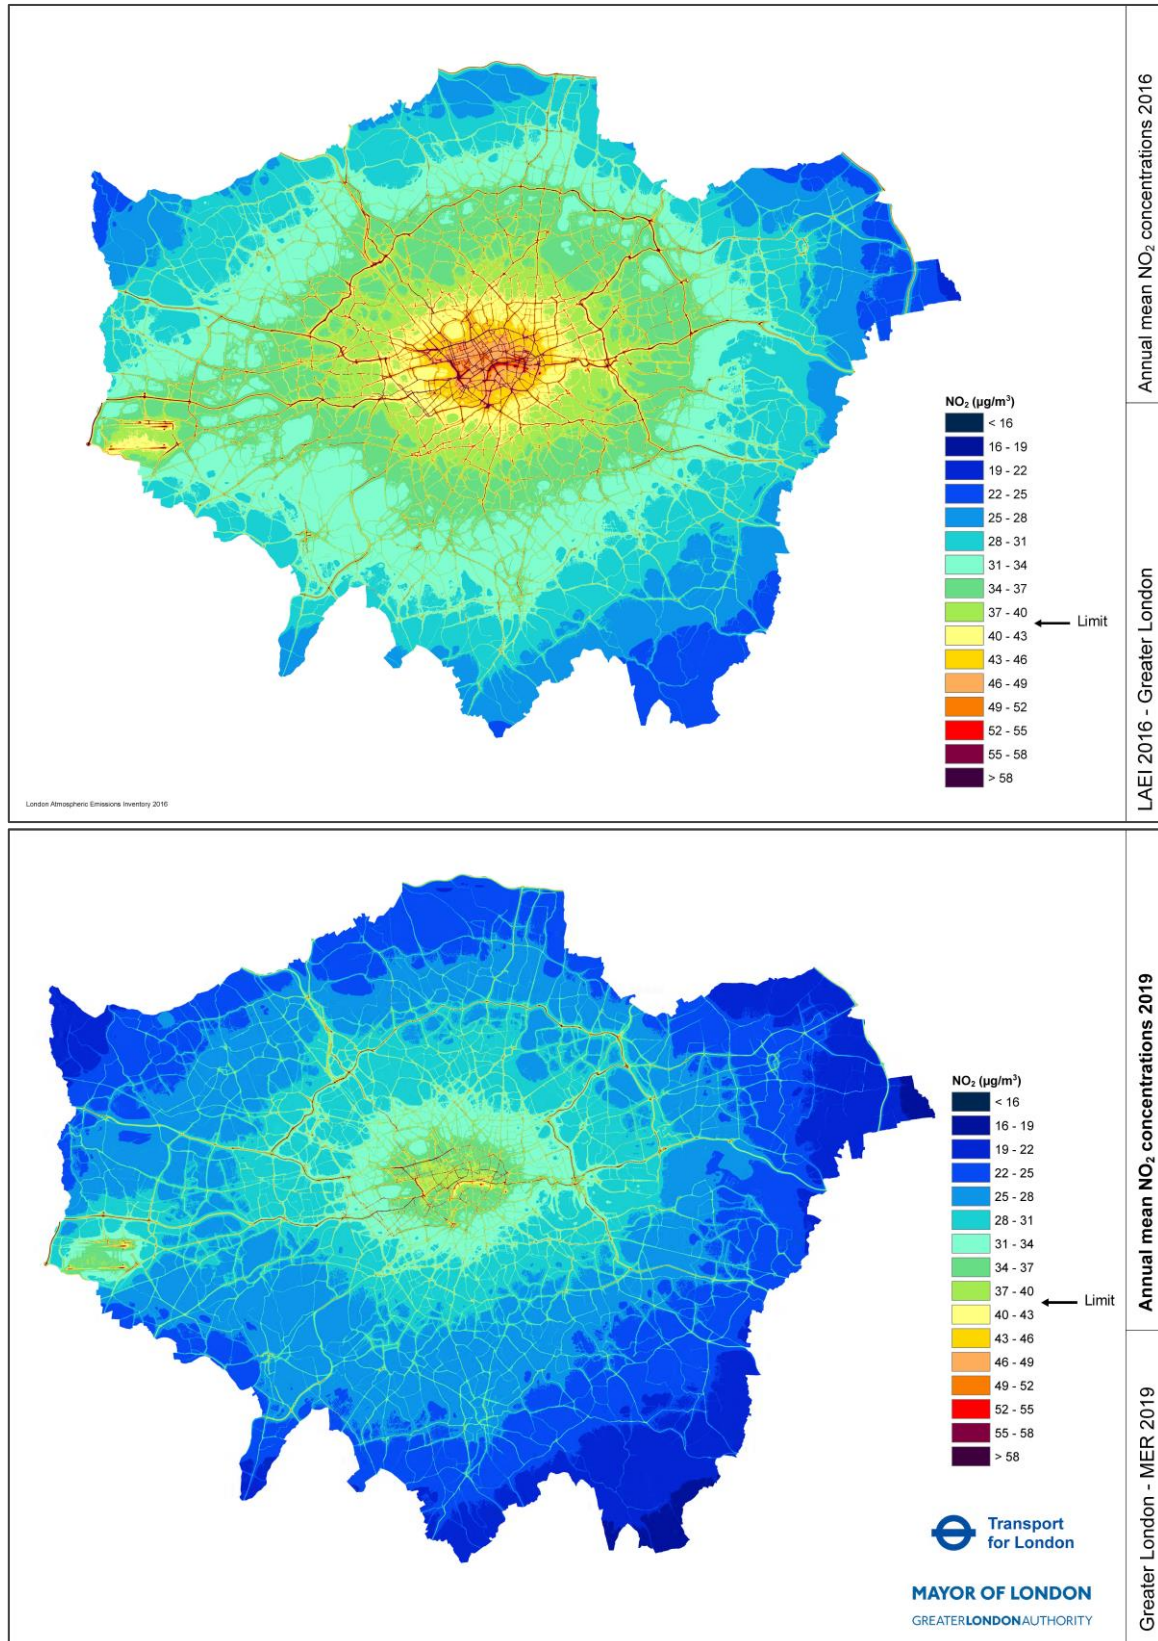 Annual mean NO₂ concentrations 2016
LAEI 2016 - Greater London
NO₂ (µg/m³)
< 16
16 - 19
19 - 22
22 - 25
25 - 28
28 - 31
31 - 34
34 - 37
37 - 40
40 - 43
43 - 46
46 - 49
49 - 52
52 - 55
55 - 58
> 58
Limit
London Atmospheric Emissions Inventory 2016
Annual mean NO₂ concentrations 2019
Greater London - MER 2019
NO₂ (µg/m³)
< 16
16 - 19
19 - 22
22 - 25
25 - 28
28 - 31
31 - 34
34 - 37
37 - 40
40 - 43
43 - 46
46 - 49
49 - 52
52 - 55
55 - 58
> 58
Limit
Transport
for London
MAYOR OF LONDON
GREATER LONDON AUTHORITY